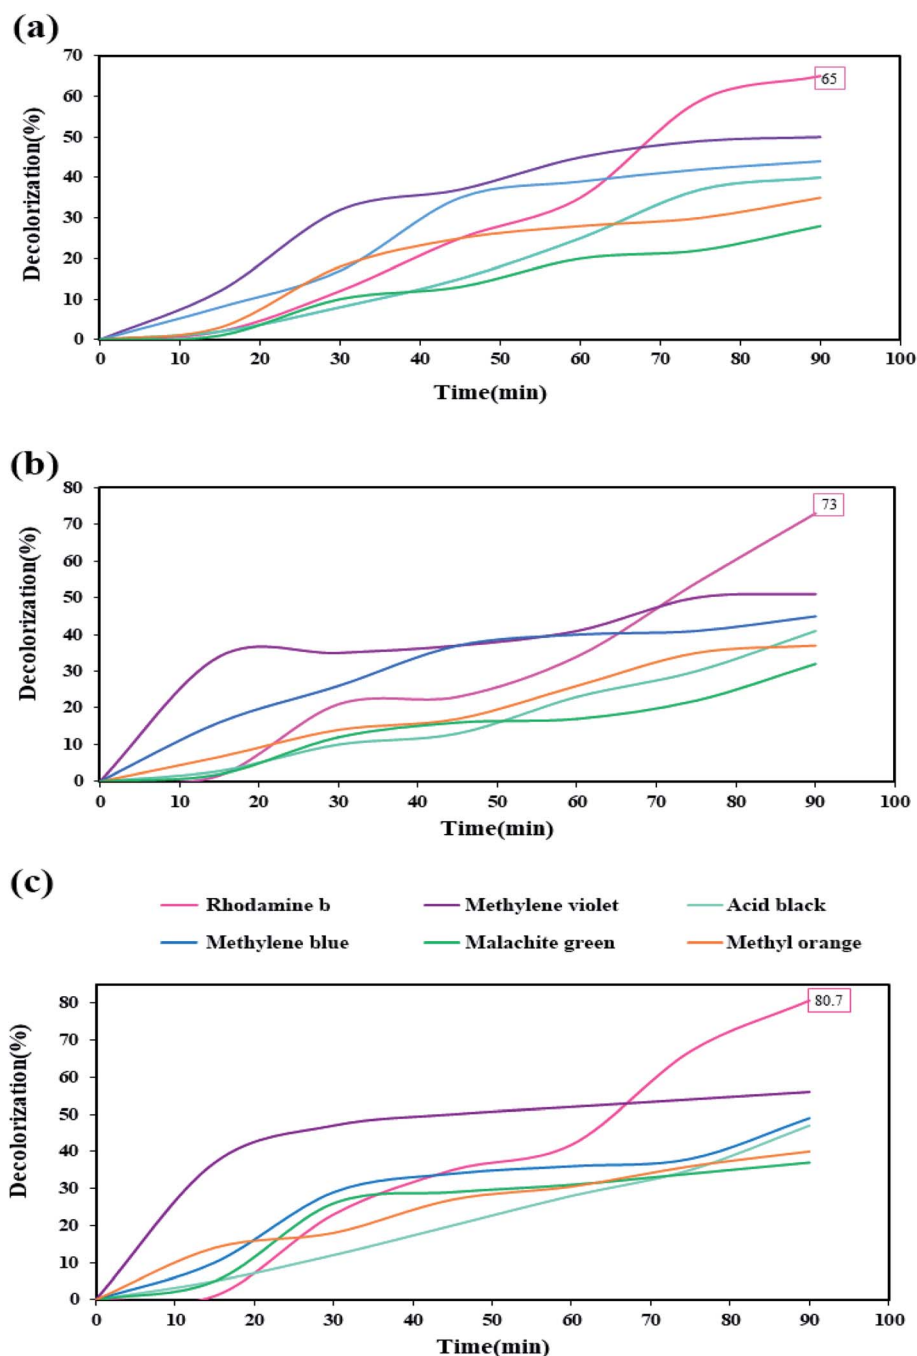 (a)
70
60
50
40
30
20
10
0
Decolorization(%)
65
0 10 20 30 40 50 60 70 80 90 100
Time(min)
(b)
80
70
60
50
40
30
20
10
0
Decolorization(%)
73
0 10 20 30 40 50 60 70 80 90 100
Time(min)
(c)
Rhodamine b Methylene violet Acid black
Methylene blue Malachite green Methyl orange
80
70
60
50
40
30
20
10
0
Decolorization(%)
80.7
0 10 20 30 40 50 60 70 80 90 100
Time(min)